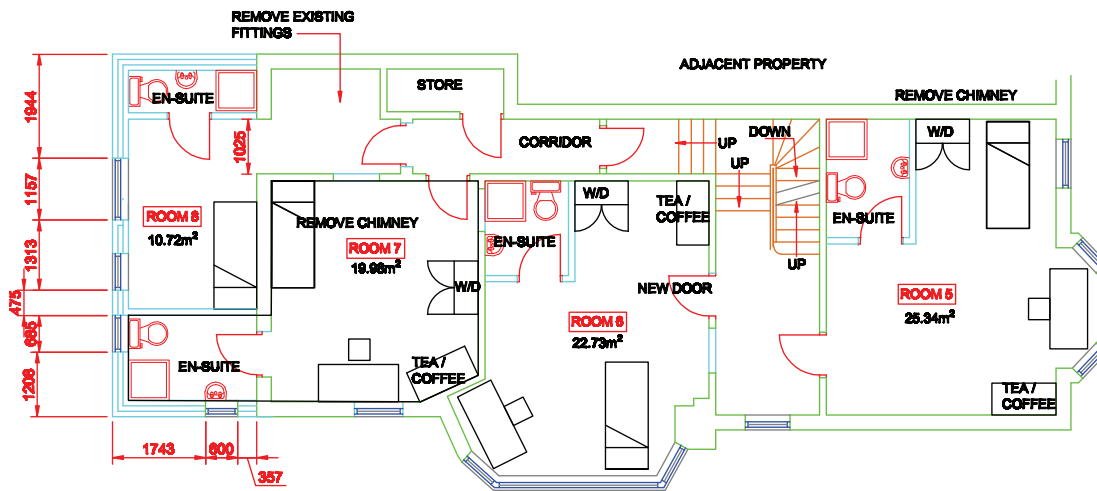 REMOVE EXISTING
FITTINGS
ADJACENT PROPERTY
REMOVE CHIMNEY
STORE
EN-SUITE
1944
1025
CORRIDOR
UP
DOWN
UP
W/D
1157
ROOM 8
10.72m²
REMOVE CHIMNEY
ROOM 7
19.98m²
W/D
TEA /
COFFEE
EN-SUITE
EN-SUITE
UP
1313
475
W/D
NEW DOOR
ROOM 5
25.34m²
685
ROOM 6
22.73m²
EN-SUITE
TEA /
COFFEE
1208
TEA /
COFFEE
1743
600
357